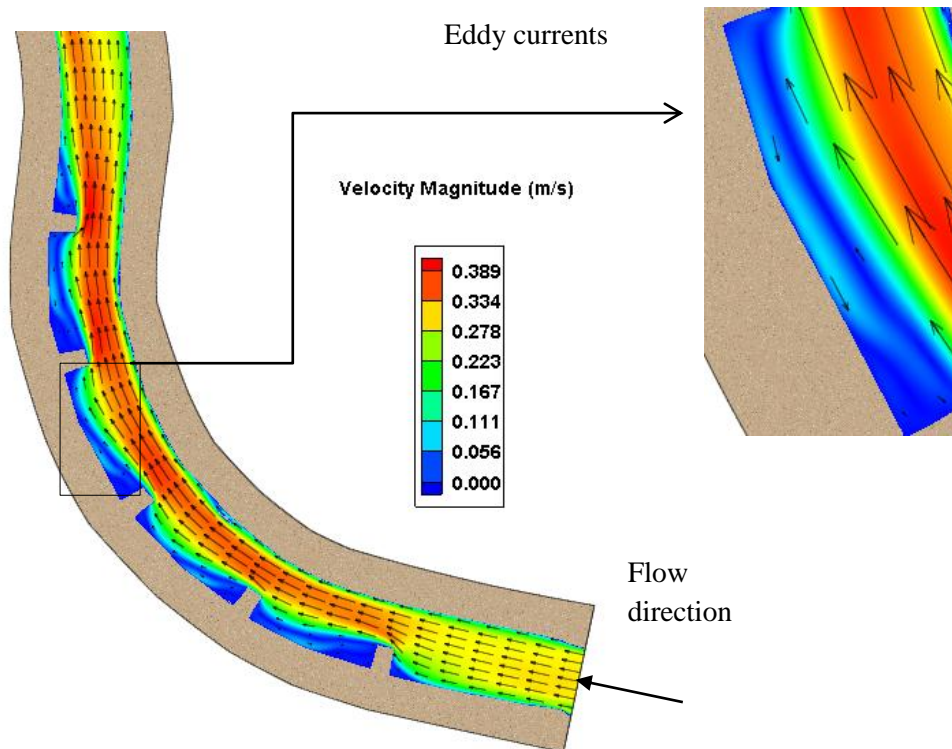 Eddy currents
Velocity Magnitude (m/s)
0.389
0.334
0.278
0.223
0.167
0.111
0.056
0.000
Flow
direction